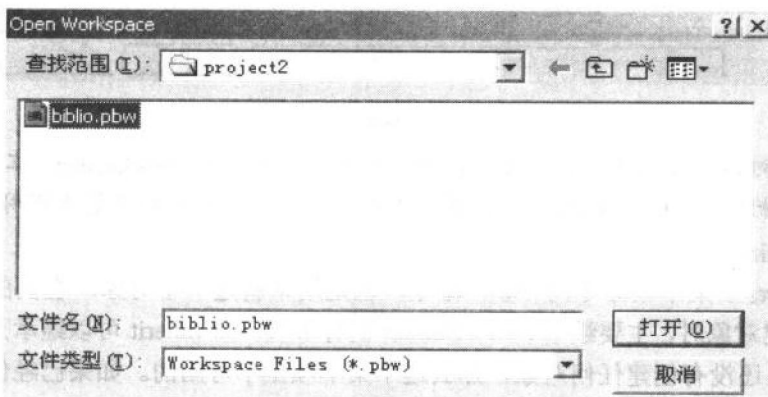 Open Workspace
查找范围(I): project2
biblio.pbw
文件名(N): biblio.pbw
打开(O)
文件类型(T): Workspace Files (*.pbw)
取消